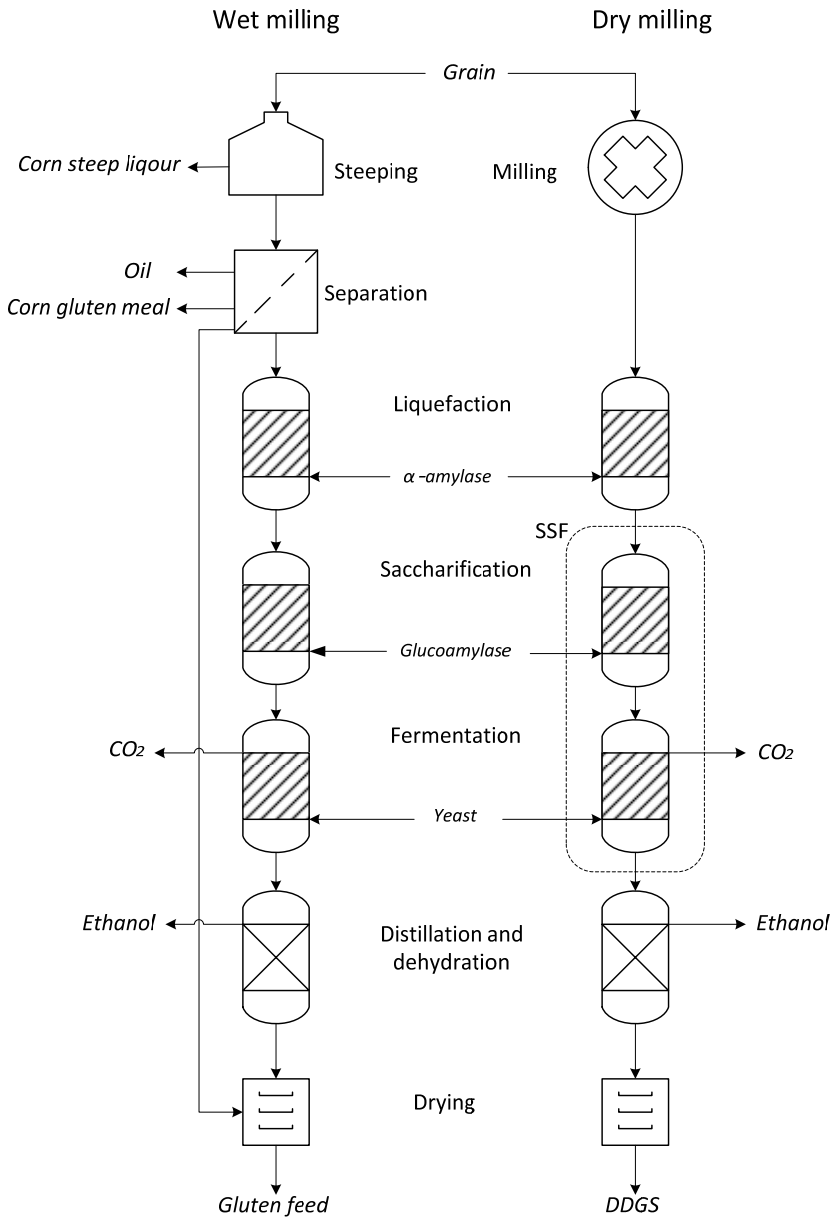 Wet milling
Dry milling
Grain
Corn steep liqour
Steeping
Milling
Oil
Corn gluten meal
Separation
Liquefaction
α-amylase
SSF
Saccharification
Glucoamylase
Fermentation
CO2
CO2
Yeast
Ethanol
Ethanol
Distillation and
dehydration
Drying
Gluten feed
DDGS